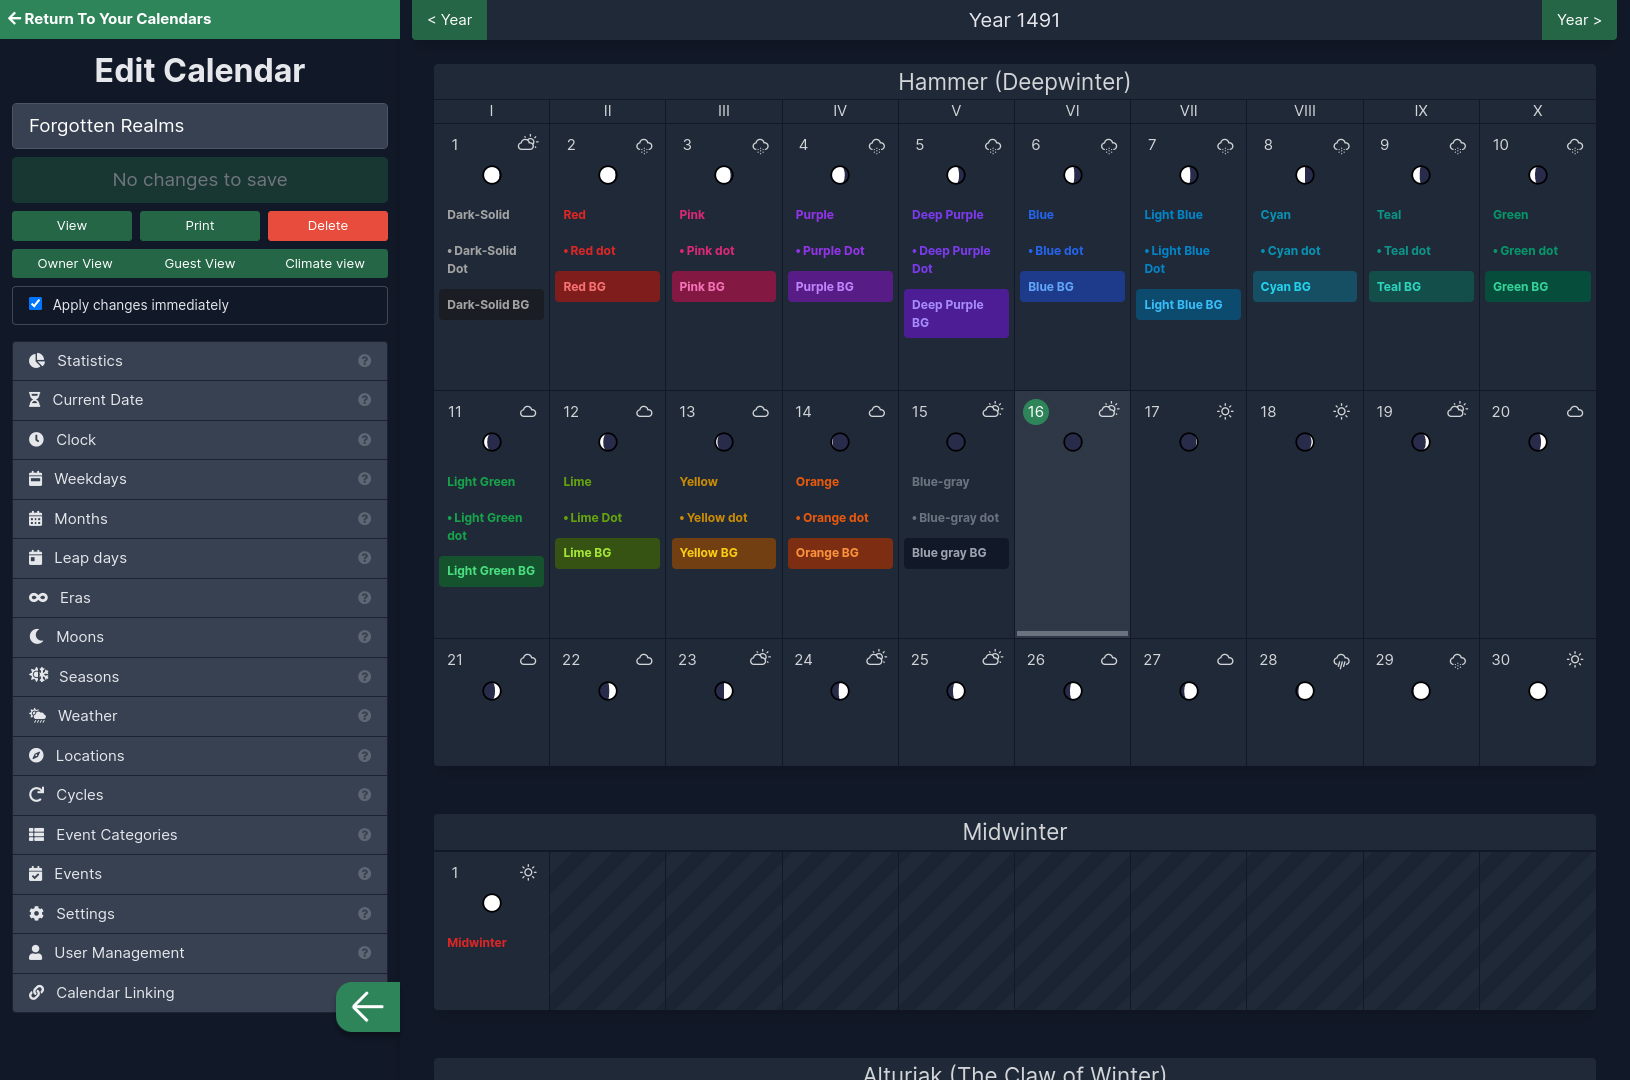 Return To Your Calendars
Edit Calendar
Forgotten Realms
No changes to save
View Print Delete
Owner View Guest View Climate view
Apply changes immediately
Statistics
Current Date
Clock
Weekdays
Months
Leap days
Eras
Moons
Seasons
Weather
Locations
Cycles
Event Categories
Events
Settings
User Management
Calendar Linking
< Year Year 1491 Year >
Hammer (Deepwinter)
I II III IV V VI VII VIII IX X
1 2 3 4 5 6 7 8 9 10
Dark-Solid Red Pink Purple Deep Purple Blue Light Blue Cyan Teal Green
•Dark-Solid •Red dot •Pink dot •Purple Dot •Deep Purple •Blue dot •Light Blue •Cyan dot •Teal dot •Green dot
Dot Dot Dot
Red BG Pink BG Purple BG Blue BG Cyan BG Teal BG Green BG
Dark-Solid BG Deep Purple Light Blue BG
BG
11 12 13 14 15 16 17 18 19 20
Light Green Lime Yellow Orange Blue-gray
•Light Green •Lime Dot •Yellow dot •Orange dot •Blue-gray dot
dot
Lime BG Yellow BG Orange BG Blue gray BG
Light Green BG
21 22 23 24 25 26 27 28 29 30
Midwinter
1
Midwinter
Alturiak (The Claw of Winter)